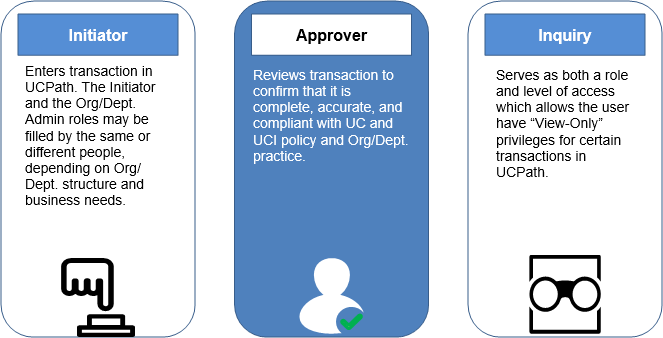 Initiator
Enters transaction in
UCPath. The Initiator
and the Org/Dept.
Admin roles may be
filled by the same or
different people,
depending on Org/
Dept. structure and
business needs.
Approver
Reviews transaction to
confirm that it is
complete, accurate, and
compliant with UC and
UCI policy and Org/Dept.
practice.
Inquiry
Serves as both a role
and level of access
which allows the user
have “View-Only”
privileges for certain
transactions in
UCPath.